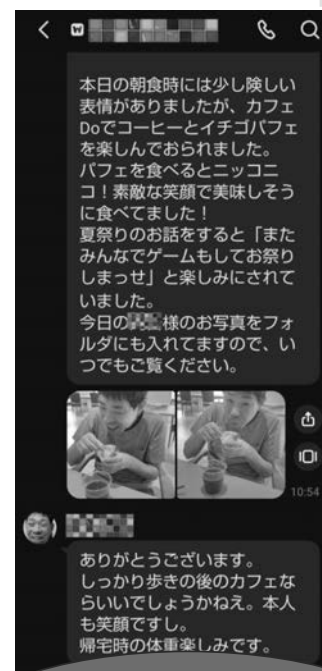 本日の朝食時には少し険しい
表情がありましたが、カフェ
Doでコーヒーとイチゴパフェ
を楽しんでおられました。
パフェを食べるとニッコニ
コ！素敵な笑顔で美味しそう
に食べてました！
夏祭りのお話をすると「また
みんなでゲームもしてお祭り
しまっせ」と楽しみにされて
いました。
今日の 様のお写真をフォ
ルダにも入れてますので、い
つでもご覧ください。
10:54
ありがとうございます。
しっかり歩きの後のカフェな
らいいでしょうかねえ。本人
も笑顔ですし。
帰宅時の体重楽しみです。